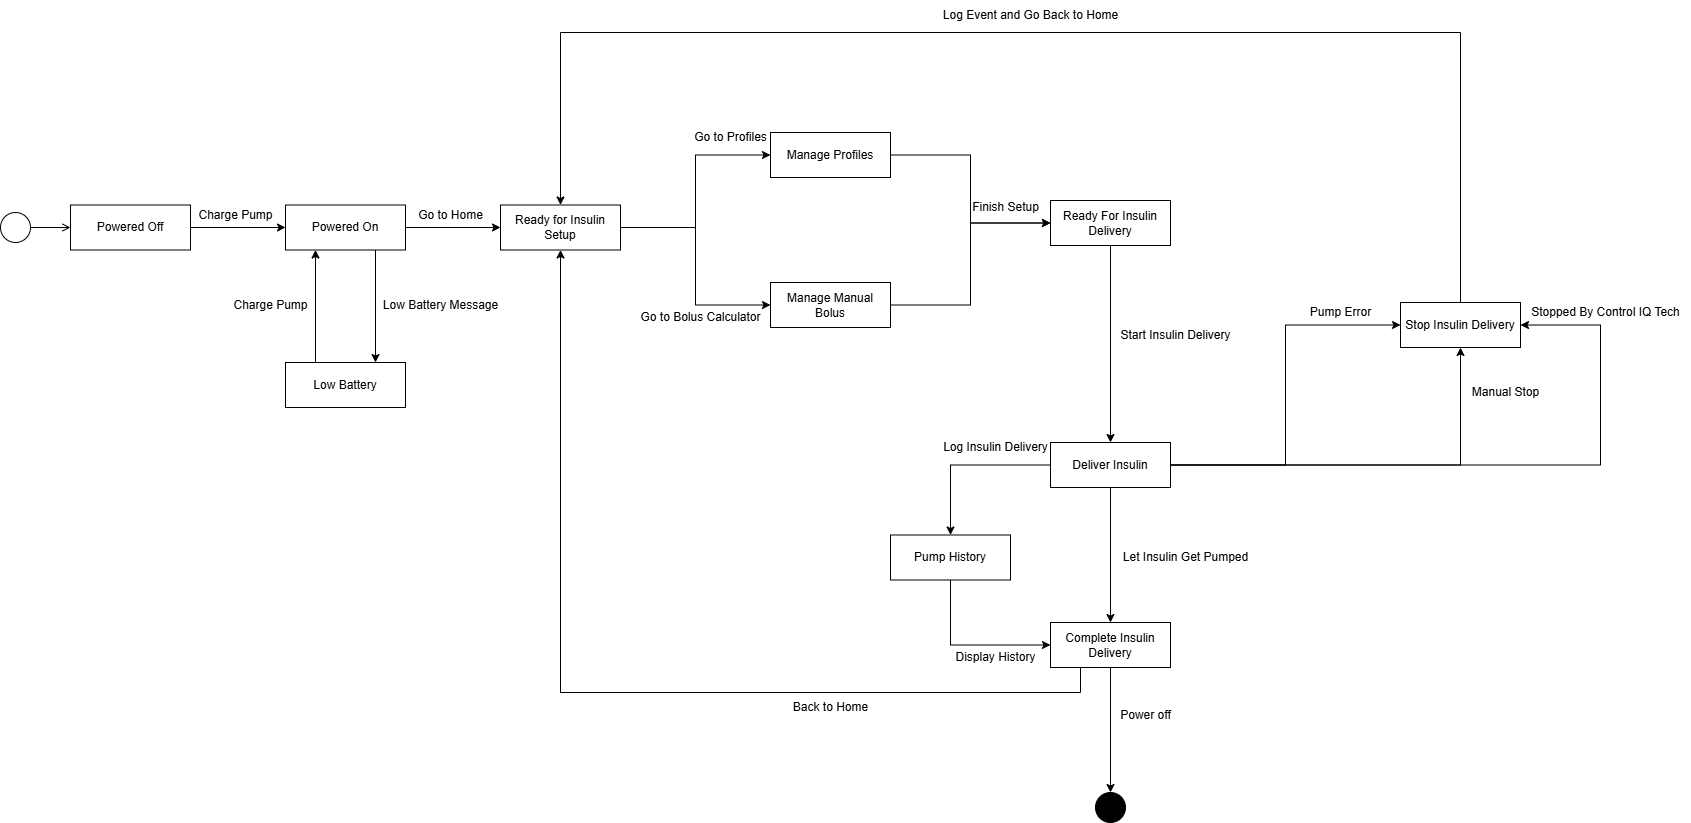 Log Event and Go Back to Home
Go to Profiles
Manage Profiles
Powered Off
Charge Pump
Powered On
Go to Home
Ready for Insulin
Setup
Finish Setup
Ready For Insulin
Delivery
Charge Pump
Low Battery Message
Go to Bolus Calculator
Manage Manual
Bolus
Start Insulin Delivery
Pump Error
Stop Insulin Delivery
Stopped By Control IQ Tech
Low Battery
Manual Stop
Log Insulin Delivery
Deliver Insulin
Pump History
Let Insulin Get Pumped
Complete Insulin
Delivery
Display History
Back to Home
Power off